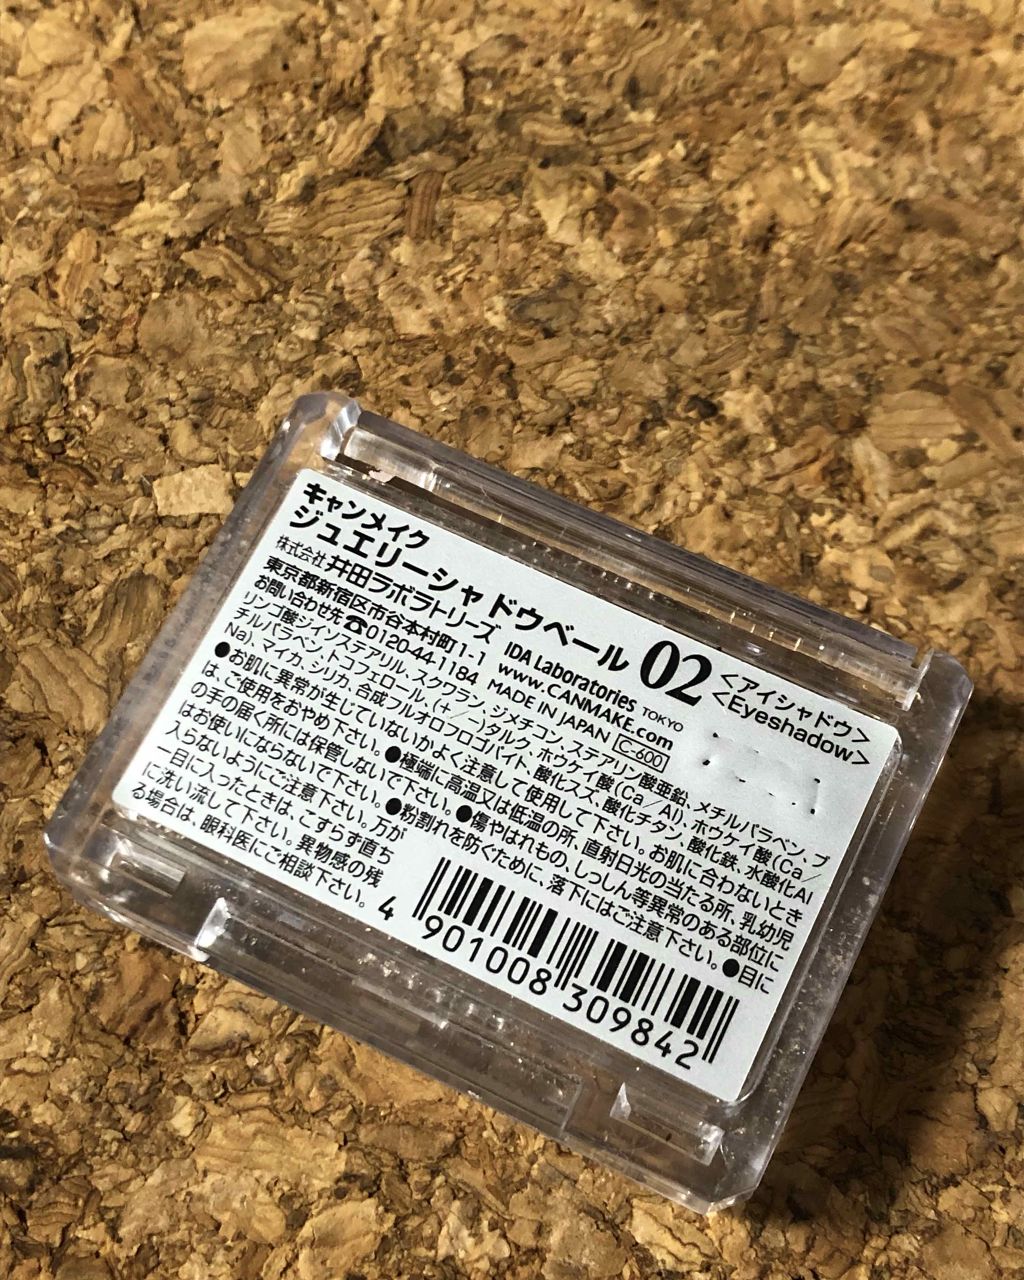 キャンメイク
ジュエリーシャドウベール 02 <アイシャドウ>
<Eyeshadow>
株式会社 井田ラボラトリーズ IDA Laboratories TOKYO
東京都新宿区市谷本村町1-1 www.CANMAKE.com
お問い合わせ先☎0120-44-1184 MADE IN JAPAN C-600
リンゴ酸ジイソステアリル、スクワラン、ジメチコン、ステアリン酸亜鉛、メチルパラベン、ブ
チルパラベン、トコフェロール、(+/−)タルク、ホウケイ酸(Ca/Al)、ホウケイ酸(Ca/
Na)、マイカ、シリカ、合成フルオロフロゴパイト、酸化スズ、酸化チタン、酸化鉄、水酸化Al
●お肌に異常が生じていないかよく注意して使用して下さい。お肌に合わないとき
は、ご使用をおやめ下さい。●極端に高温又は低温の所、直射日光の当たる所、乳幼児
の手の届く所には保管しないで下さい。●傷やはれもの、しっしん等異常のある部位に
はお使いにならないで下さい。●粉割れを防ぐために、落下にはご注意下さい。●目に
入らないようにご注意下さい。万が
一目に入ったときは、こすらず直ち
に洗い流して下さい。異物感の残
る場合は、眼科医にご相談下さい。
4 901008 309842